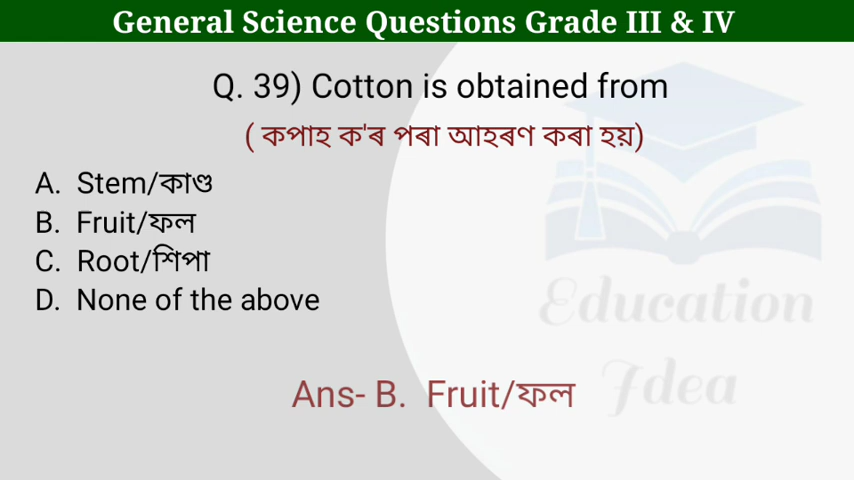 General Science Questions Grade III & IV
Q. 39) Cotton is obtained from
( কপাহ ক'ৰ পৰা আহৰণ কৰা হয়)
A. Stem/কাণ্ড
B. Fruit/ফল
C. Root/শিপা
D. None of the above
Education
Idea
Ans- B. Fruit/ফল